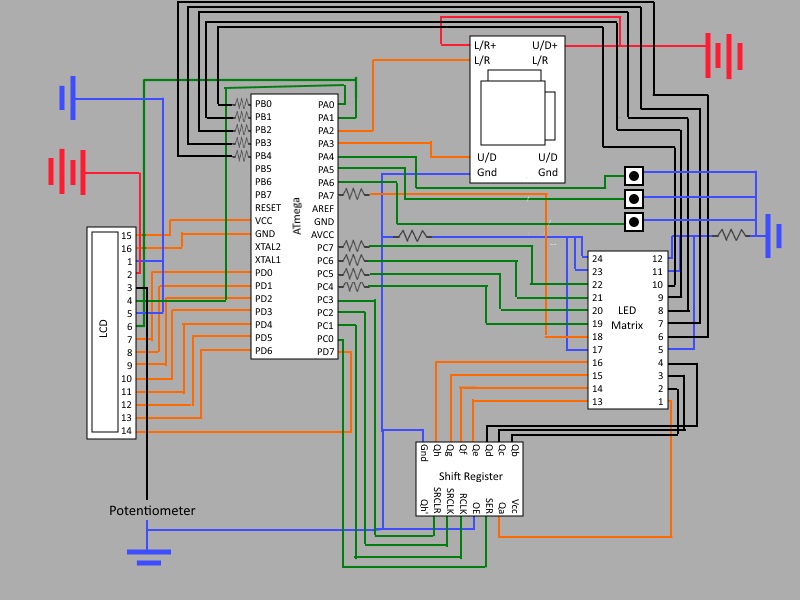 L/R+
U/D+
L/R
L/R
U/D
U/D
Gnd
Gnd
PB0
PB1
PB2
PB3
PB4
PB5
PB6
PB7
RESET
VCC
GND
XTAL2
XTAL1
PD0
PD1
PD2
PD3
PD4
PD5
PD6
ATmega
PA0
PA1
PA2
PA3
PA4
PA5
PA6
PA7
AREF
GND
AVCC
PC7
PC6
PC5
PC4
PC3
PC2
PC1
PC0
PD7
LCD
15
16
1
2
3
4
5
6
7
8
9
10
11
12
13
14
24
23
22
21
20
19
18
17
16
15
14
13
LED
Matrix
12
11
10
9
8
7
6
5
4
3
2
1
Gnd
Qh
Qg
Qf
Qe
Qd
Qc
Qb
Shift Register
Qh'
SRCLR
SRCLK
RCLK
OE
SER
Qa
Vcc
Potentiometer